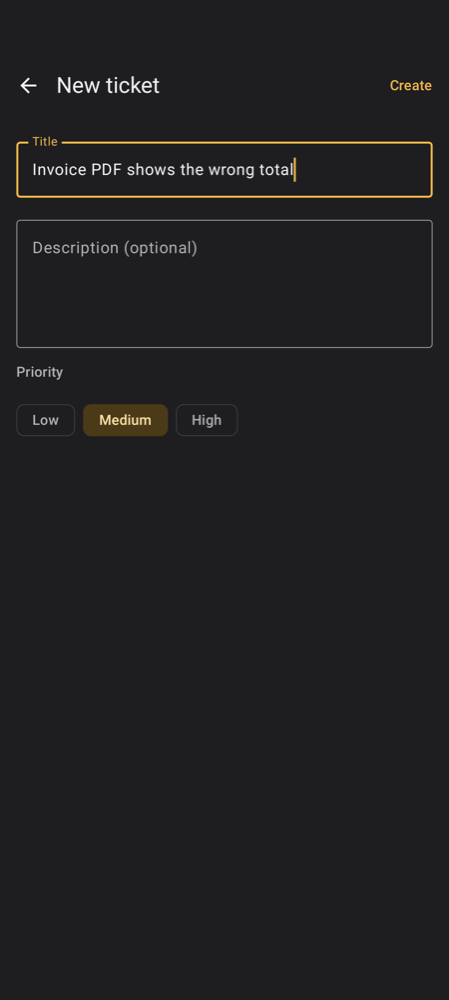 New ticket
Create
Title
Invoice PDF shows the wrong total
Description (optional)
Priority
Low
Medium
High